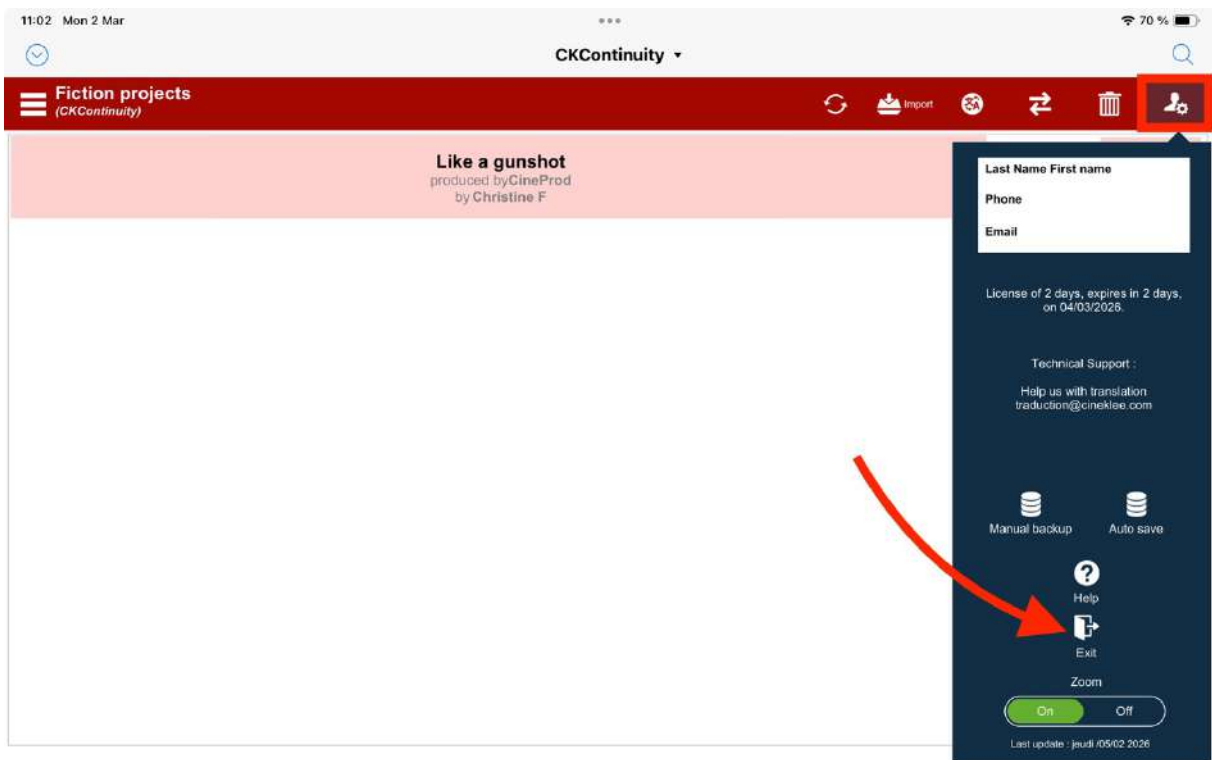 11:02 Mon 2 Mar
70 %
CKContinuity
Fiction projects
(CKContinuity)
Import
Like a gunshot
produced byCineProd
by Christine F
Last Name First name
Phone
Email
License of 2 days, expires in 2 days,
on 04/03/2026.
Technical Support :
Help us with translation
traduction@cineklee.com
Manual backup
Auto save
Help
Exit
Zoom
On
Off
Last update : jeudi /05/02 2026